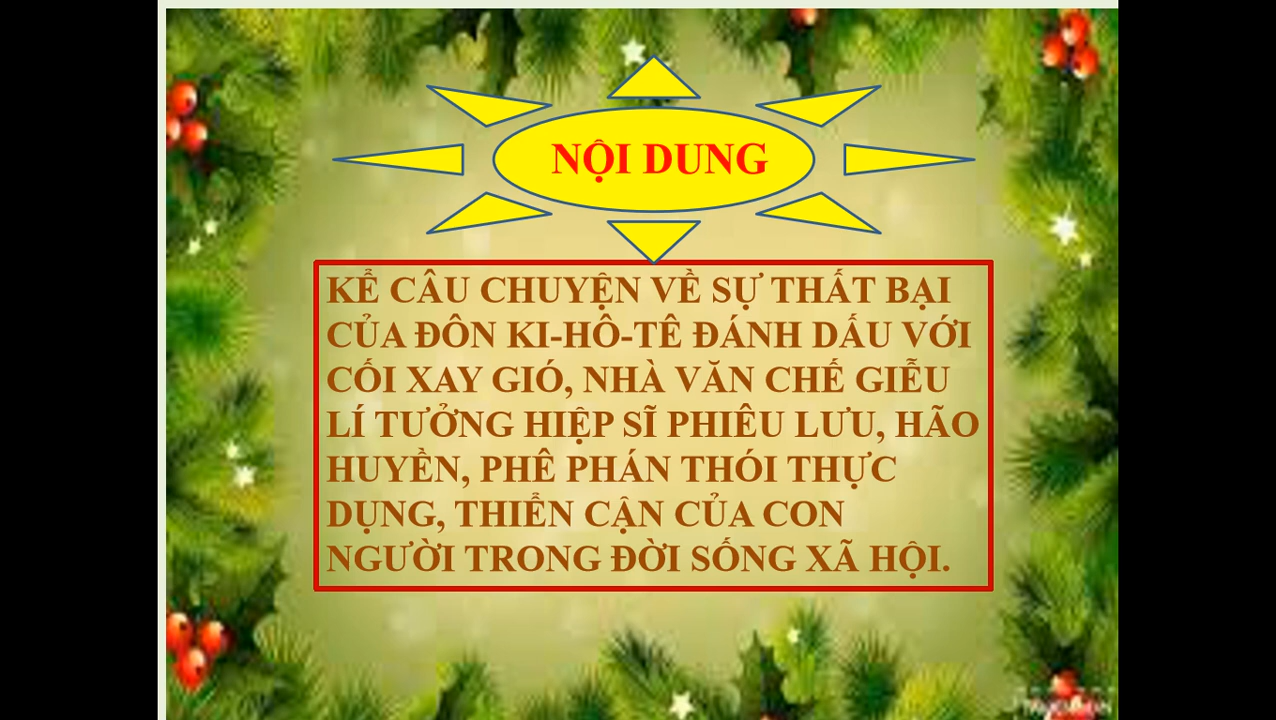 NỘI DUNG
KỂ CÂU CHUYỆN VỀ SỰ THẤT BẠI
CỦA ĐÔN KI-HÔ-TÊ ĐÁNH DẤU VỚI
CỐI XAY GIÓ, NHÀ VĂN CHẾ GIỄU
LÍ TƯỞNG HIỆP SĨ PHIÊU LƯU, HÃO
HUYỀN, PHÊ PHÁN THÓI THỰC
DỤNG, THIỂN CẬN CỦA CON
NGƯỜI TRONG ĐỜI SỐNG XÃ HỘI.